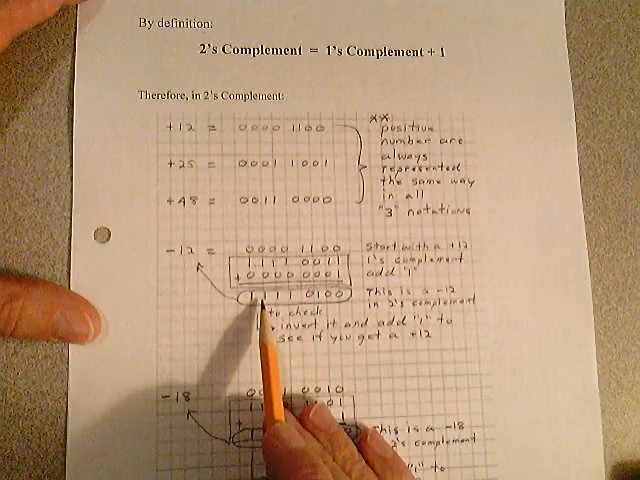 By definition:
2's Complement = 1's Complement + 1
Therefore, in 2's Complement:
+12 = 0000 1100
+25 = 0001 1001
+48 = 0011 0000
** positive
number are
always
represented
the same way
in all
"3" notations
-12 = 0000 1100 Start with a +12
1111 0011 1's complement
+0000 0001 add "1"
1111 0100 This is a -12
in 2's complement
to check
invert it and add "1" to
see if you get a +12
-18 0010
This is a -18
2's complement
"1" to